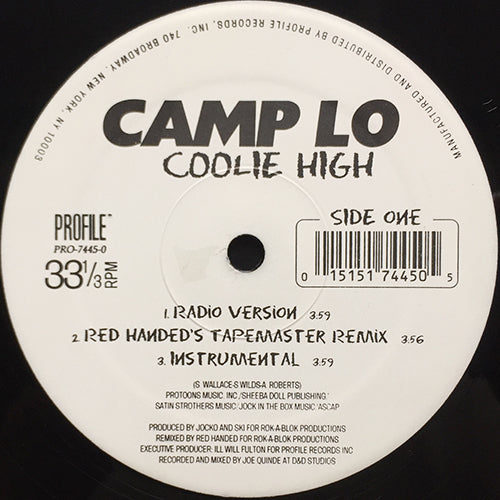 MANUFACTURED AND DISTRIBUTED BY PROFILE RECORDS, INC. 740 BROADWAY, NEW YORK, NY 10003
CAMP LO
COOLIE HIGH
PROFILE™
PRO-7445-0
33 1/3 RPM
SIDE ONE
0 15151 74450 5
1. RADIO VERSION 3:59
2. RED HANDED'S TAPEMASTER REMIX 3:56
3. INSTRUMENTAL 3:59
(S. WALLACE-S WILDS-A ROBERTS)
PROTOONS MUSIC. INC./SHEEBA DOLL PUBLISHING.'
SATIN STROTHERS MUSIC./JOCK IN THE BOX MUSIC 'ASCAP
PRODUCED BY JOCKO AND SKI FOR ROK-A-BLOK PRODUCTIONS
REMIXED BY RED HANDED FOR ROK-A-BLOK PRODUCTIONS
EXECUTIVE PRODUCER: ILL WILL FULTON FOR PROFILE RECORDS INC
RECORDED AND MIXED BY JOE QUINDE AT D&D STUDIOS